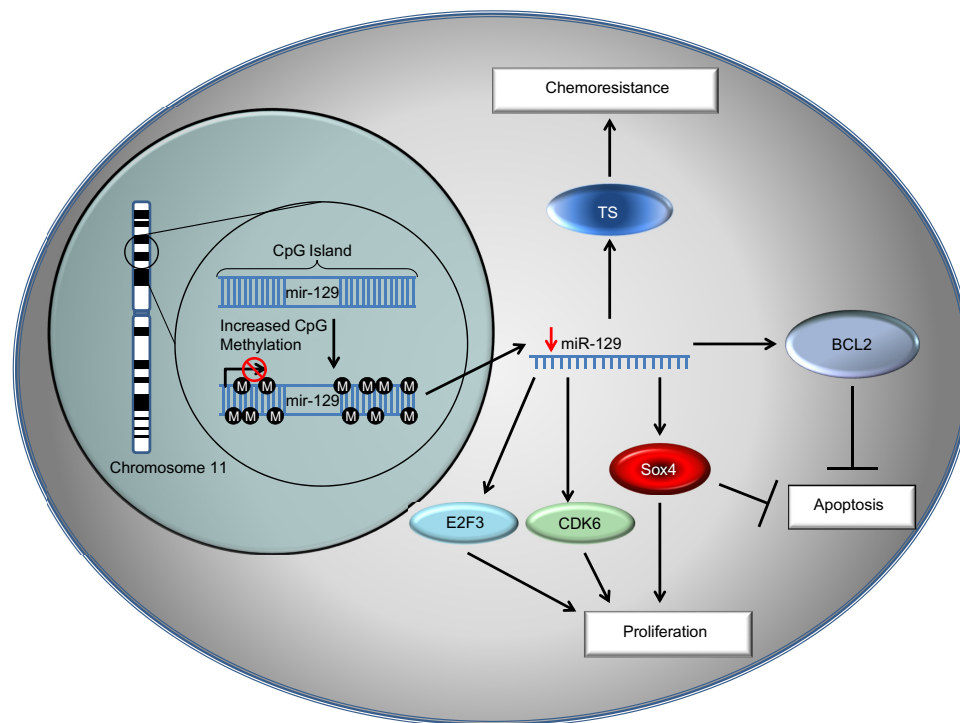 Chemoresistance
TS
CpG Island
mir-129
Increased CpG
Methylation
miR-129
BCL2
M M M M M M
mir-129
M M M M M M
Chromosome 11
Sox4
Apoptosis
E2F3
CDK6
Proliferation